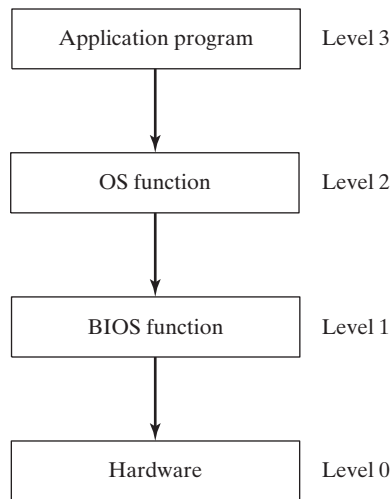 Application program Level 3
OS function Level 2
BIOS function Level 1
Hardware Level 0